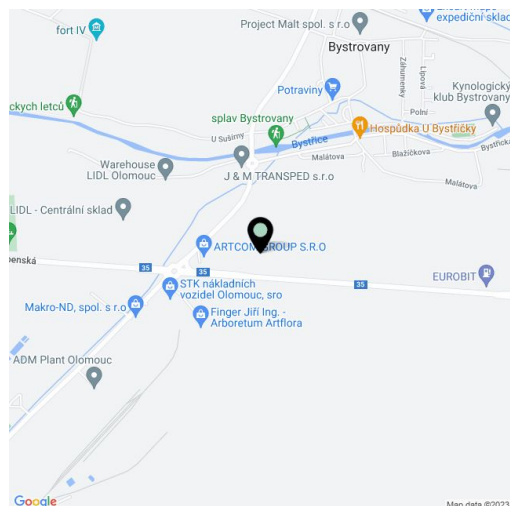 Project Malt spol. s r.o
expediční sklad
fort IV
Bystrovany
Záhumenky
Lipová
Potraviny
Kynologický
klub Bystrovany
ckých letců
splav Bystrovany
Polní
U Sušírny
Bystřice
Hospůdka U Bystřičky
Bystřická
Warehouse
LIDL Olomouc
Malátova
Blažíčkova
J & M TRANSPED s.r.o
Malátova
LIDL - Centrální sklad
ARTCOM GROUP S.R.O
penská
35
35
35
EUROBIT
STK nákladních
vozidel Olomouc, sro
Makro-ND, spol. s r.o
Finger Jiří Ing. -
Arboretum Artflora
ADM Plant Olomouc
Google
Map data ©2023